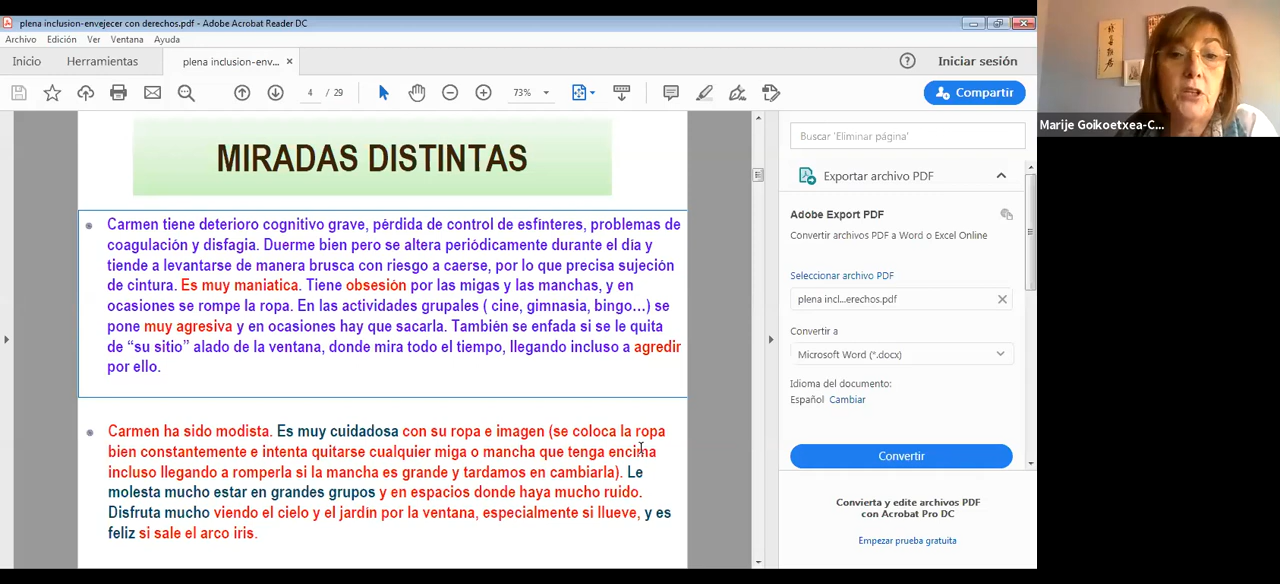 plena inclusion-envejecer con derechos.pdf - Adobe Acrobat Reader DC
Archivo Edición Ver Ventana Ayuda
Inicio Herramientas plena inclusion-env... × Iniciar sesión
4 / 29 73% Compartir
Marije Goikoetxea-C...
MIRADAS DISTINTAS
Carmen tiene deterioro cognitivo grave, pérdida de control de esfínteres, problemas de
coagulación y disfagia. Duerme bien pero se altera periódicamente durante el día y
tiende a levantarse de manera brusca con riesgo a caerse, por lo que precisa sujeción
de cintura. Es muy maniatica. Tiene obsesión por las migas y las manchas, y en
ocasiones se rompe la ropa. En las actividades grupales ( cine, gimnasia, bingo...) se
pone muy agresiva y en ocasiones hay que sacarla. También se enfada si se le quita
de “su sitio” alado de la ventana, donde mira todo el tiempo, llegando incluso a agredir
por ello.
Carmen ha sido modista. Es muy cuidadosa con su ropa e imagen (se coloca la ropa
bien constantemente e intenta quitarse cualquier miga o mancha que tenga encima
incluso llegando a romperla si la mancha es grande y tardamos en cambiarla). Le
molesta mucho estar en grandes grupos y en espacios donde haya mucho ruido.
Disfruta mucho viendo el cielo y el jardín por la ventana, especialmente si llueve, y es
feliz si sale el arco iris.
Buscar 'Eliminar página'
Exportar archivo PDF
Adobe Export PDF
Convertir archivos PDF a Word o Excel Online
Seleccionar archivo PDF
plena incl...erechos.pdf
Convertir a
Microsoft Word (*.docx)
Idioma del documento:
Español Cambiar
Convertir
Convierta y edite archivos PDF
con Acrobat Pro DC
Empezar prueba gratuita